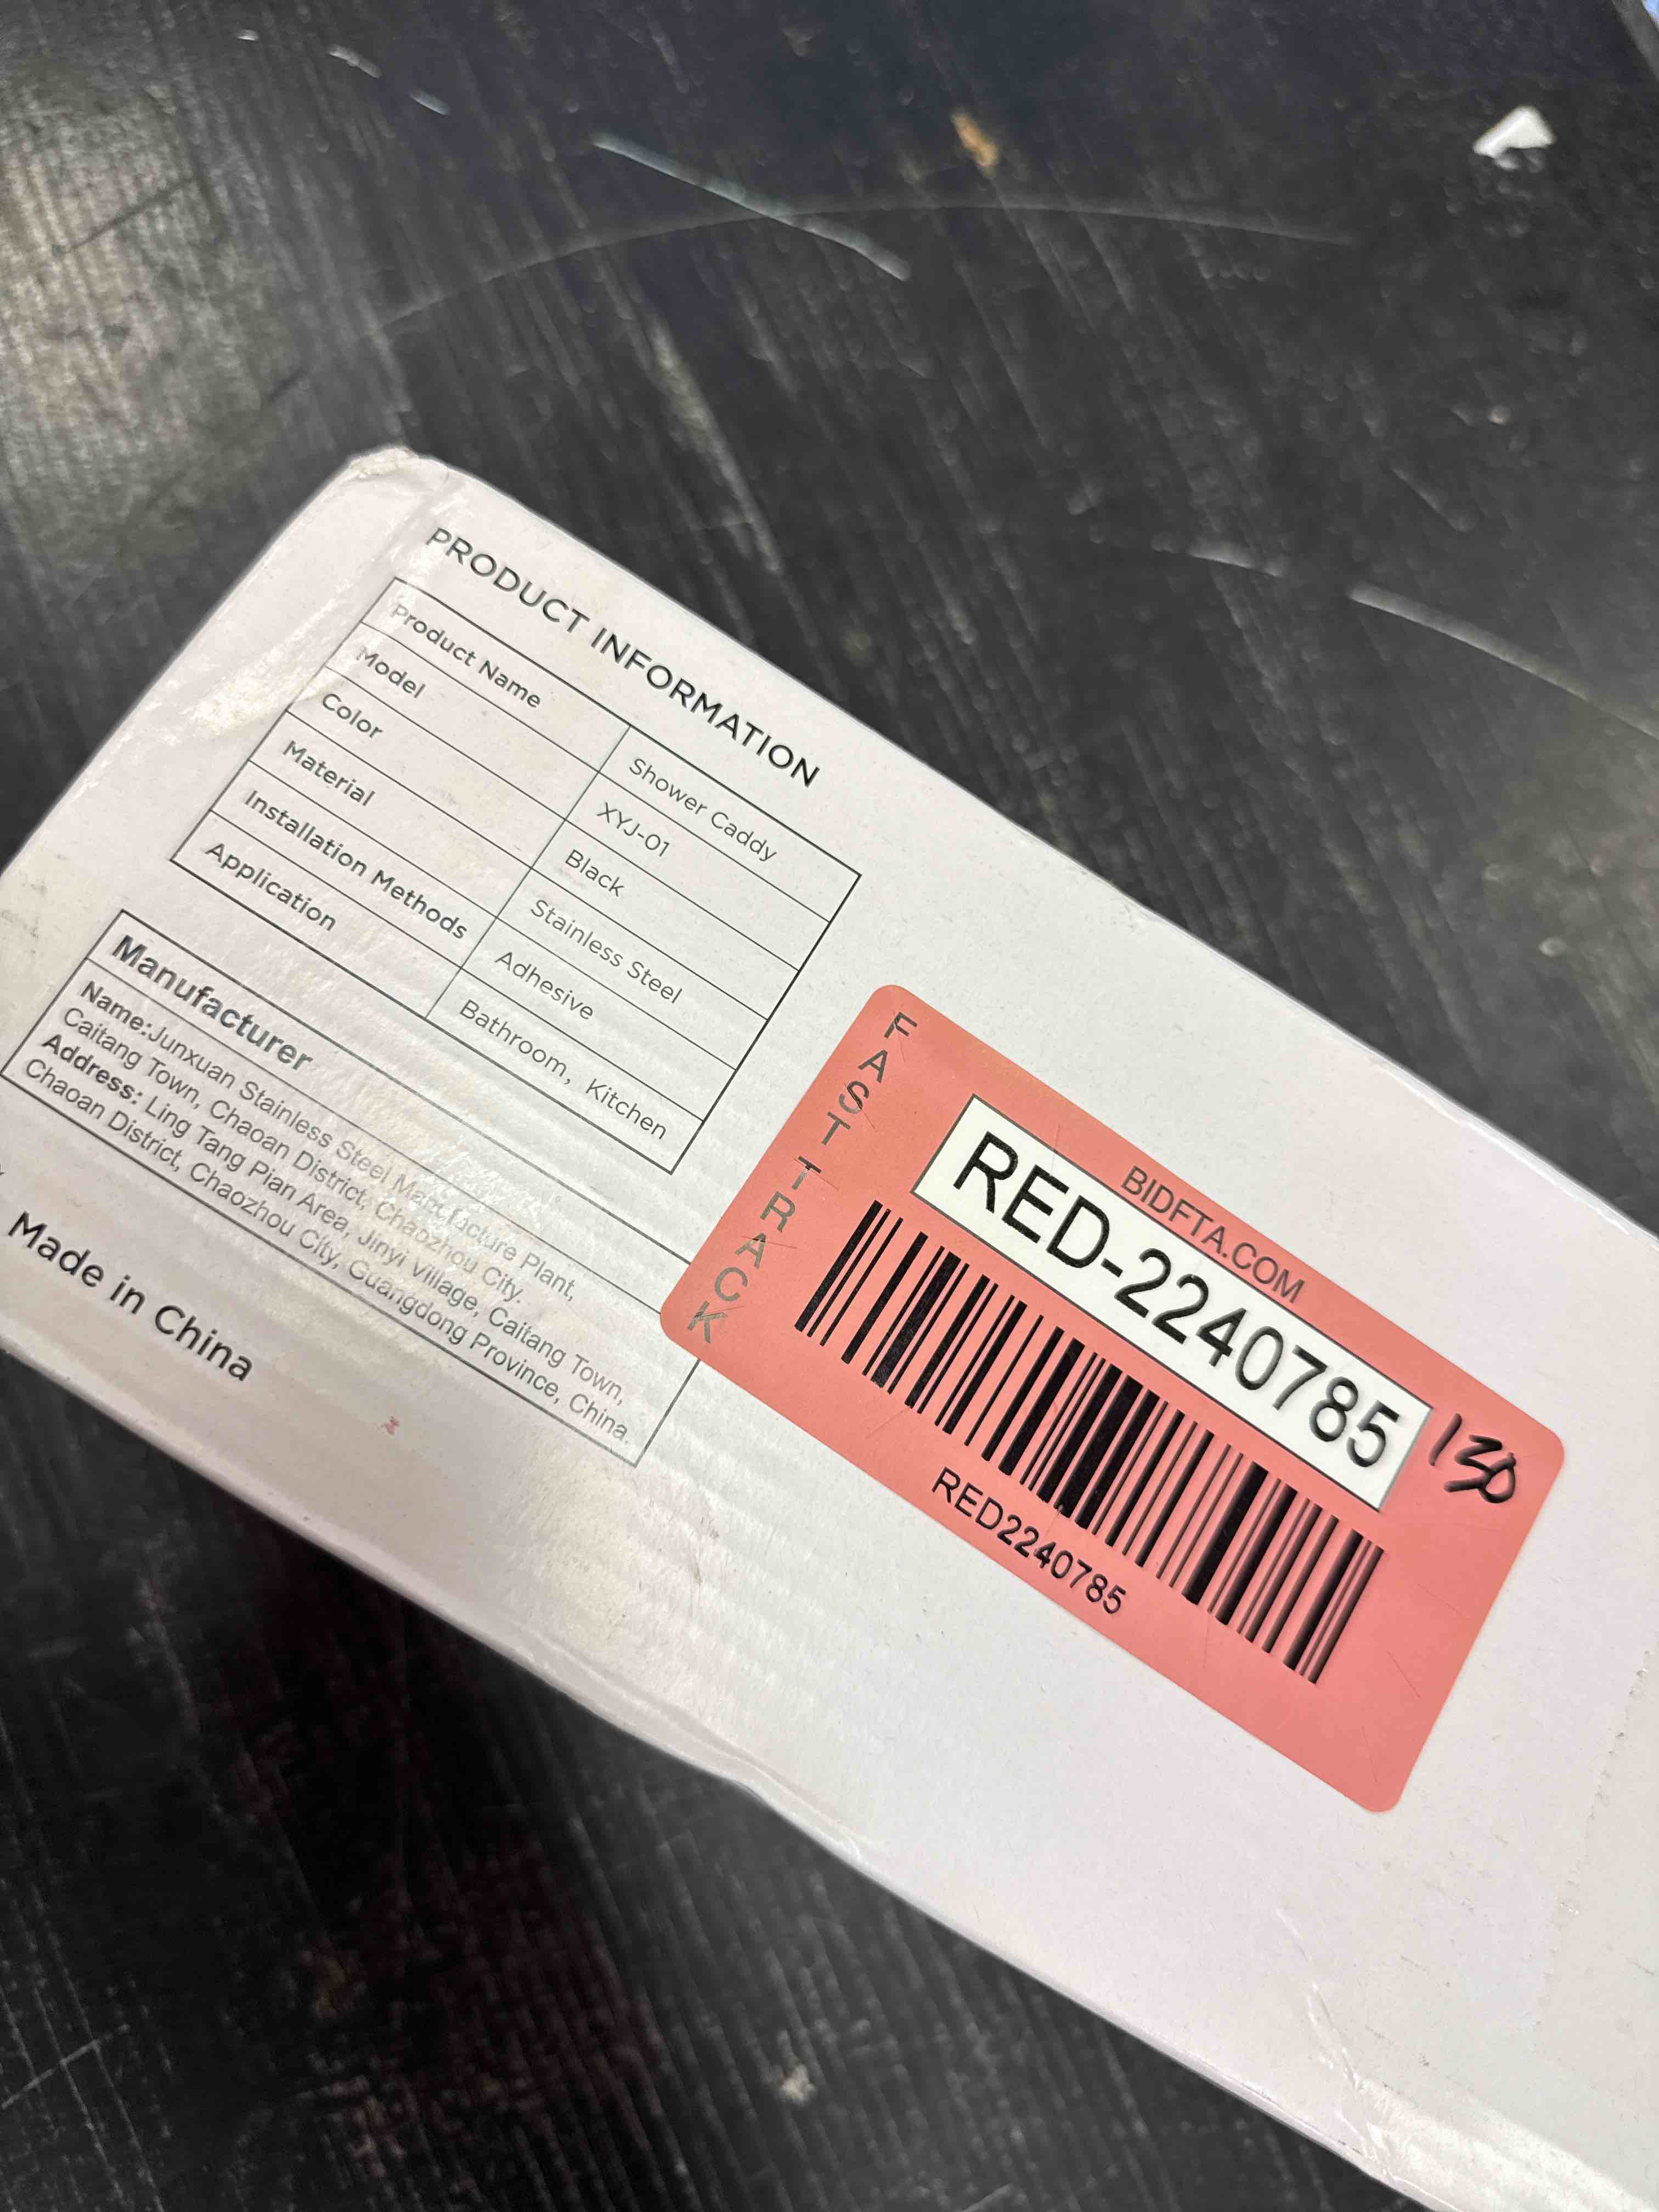 PRODUCT INFORMATION
Product Name Shower Caddy
Model XYJ-01
Color Black
Material Stainless Steel
Installation Methods Adhesive
Application Bathroom, Kitchen
Manufacturer
Name:Junxuan Stainless Steel Manufacture Plant,
Caitang Town, Chaoan District, Chaozhou City.
Address: Ling Tang Pian Area, Jinyi village, Caitang Town,
Chaoan District, Chaozhou City, Guangdong Province, China.
Made in China
FAST TRACK
BIDFTA.COM
RED-2240785
130
RED2240785